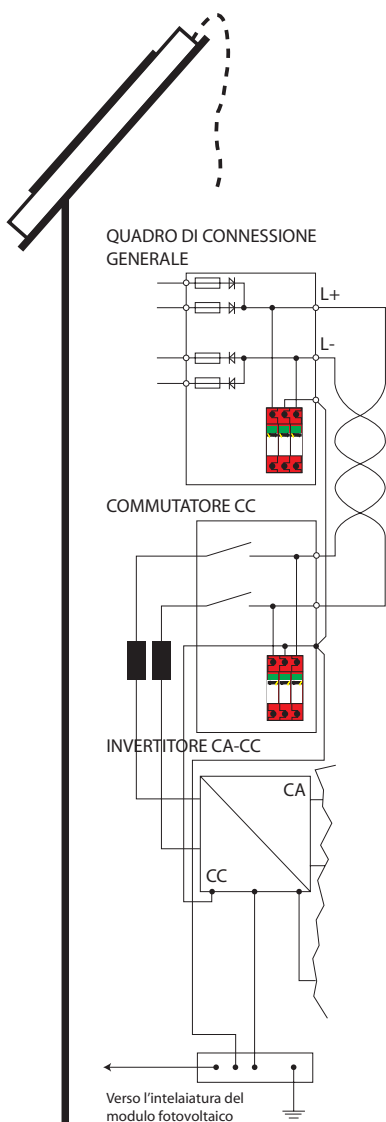 QUADRO DI CONNESSIONE
GENERALE
L+
L-
COMMUTATORE CC
INVERTITORE CA-CC
CA
CC
Verso l'intelaiatura del
modulo fotovoltaico